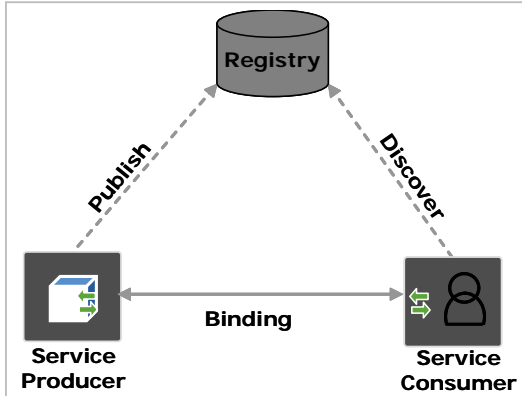 Registry
Publish
Discover
Binding
Service
Producer
Service
Consumer